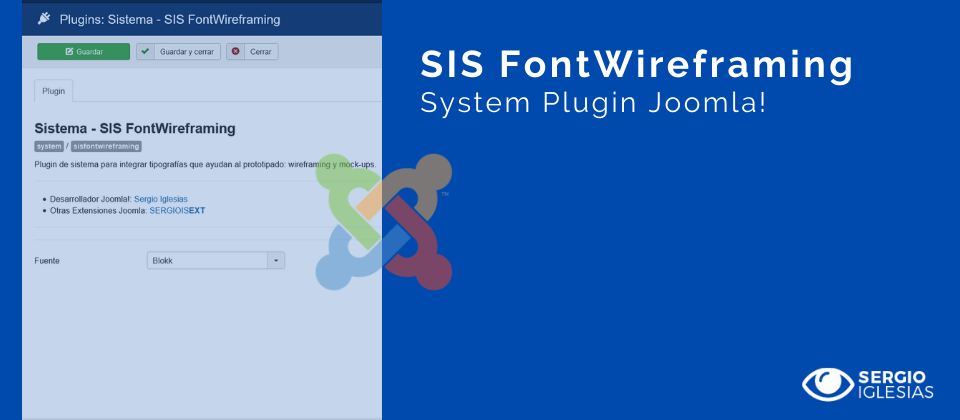 Plugins: Sistema - SIS FontWireframing
Guardar
Guardar y cerrar
Cerrar
Plugin
Sistema - SIS FontWireframing
system / sisfontwireframing
Plugin de sistema para integrar tipografías que ayudan al prototipado: wireframing y mock-ups.
Desarrollador Joomla!: Sergio Iglesias
Otras Extensiones Joomla: SERGIOISEXT
Fuente
Blokk
SIS FontWireframing
System Plugin Joomla!
TM
SERGIO
IGLESIAS